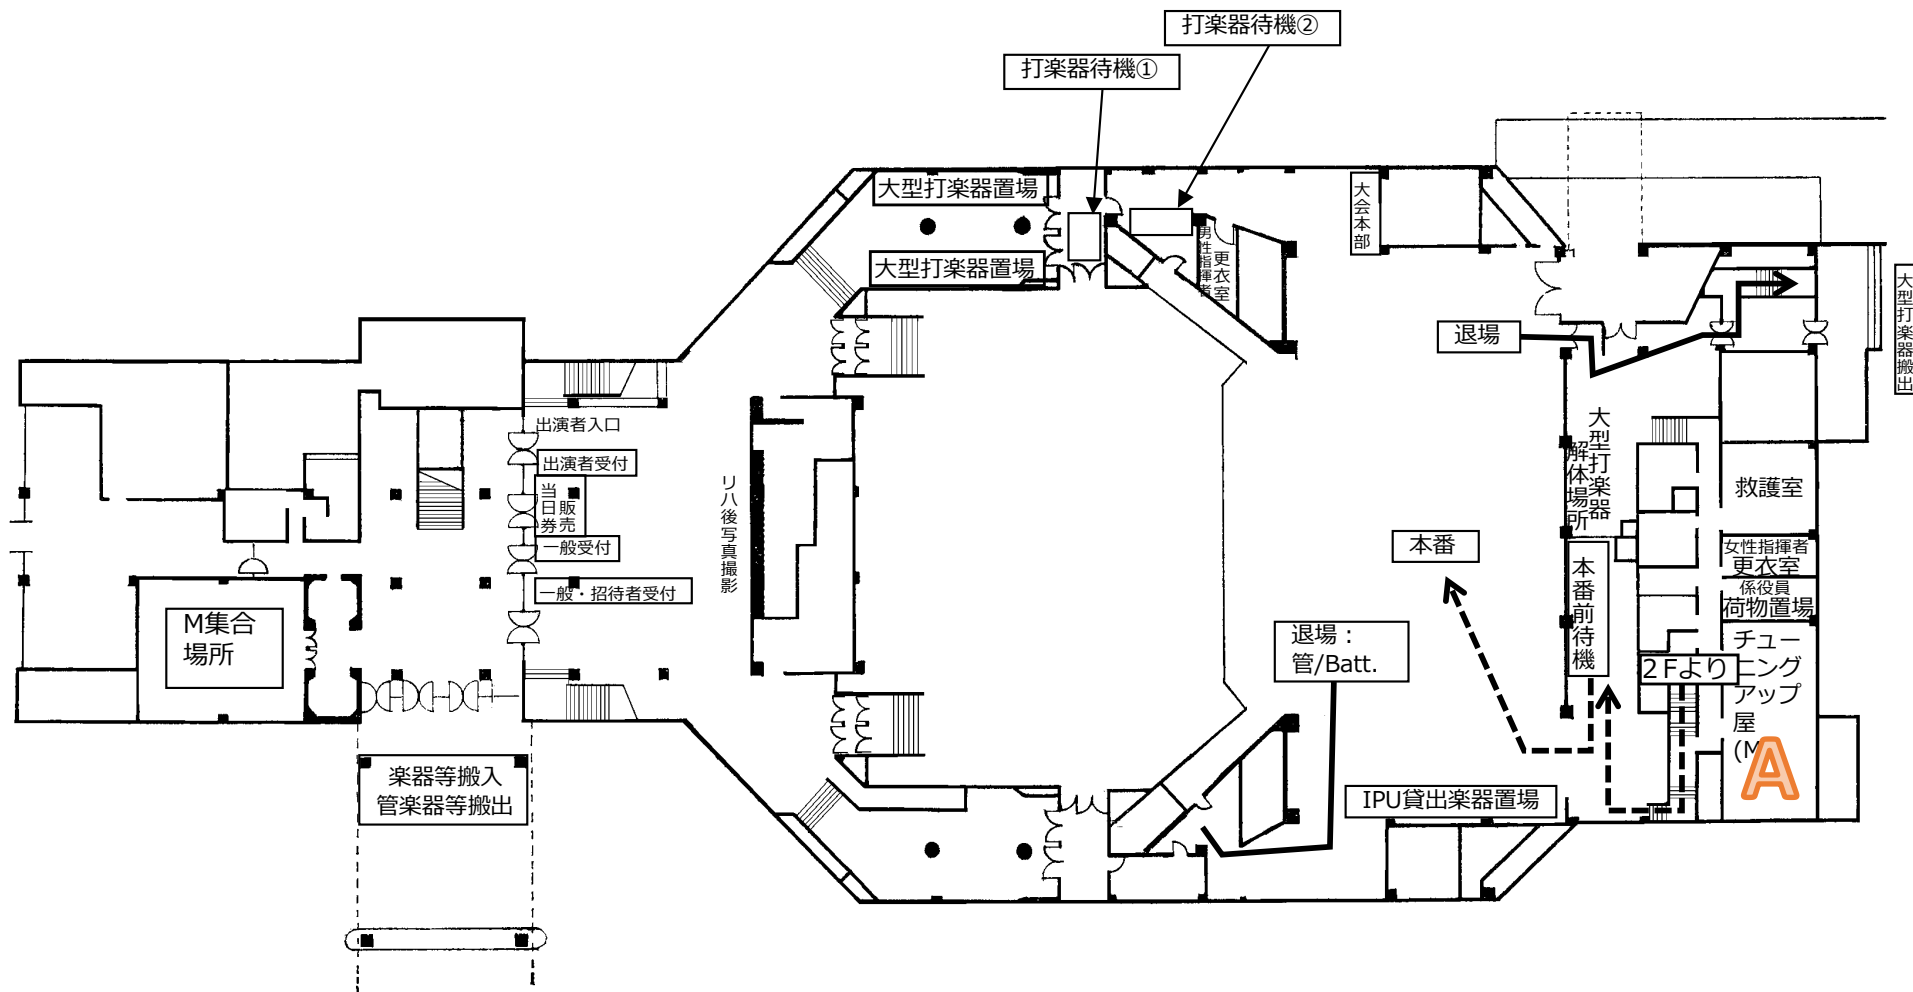 打楽器待機②
打楽器待機①
大型打楽器置場
大型打楽器置場
男性指揮者
更衣室
大会本部
大型打楽器搬出
退場
出演者入口
出演者受付
当日券
販売
一般受付
一般・招待者受付
リハ後写真撮影
大型打楽器
解体場所
救護室
女性指揮者
更衣室
係役員
荷物置場
本番
本番前待機
M集合
場所
退場：
管/Batt.
2Fより
チュー
ニング
アップ
屋
(M
A
楽器等搬入
管楽器等搬出
IPU貸出楽器置場